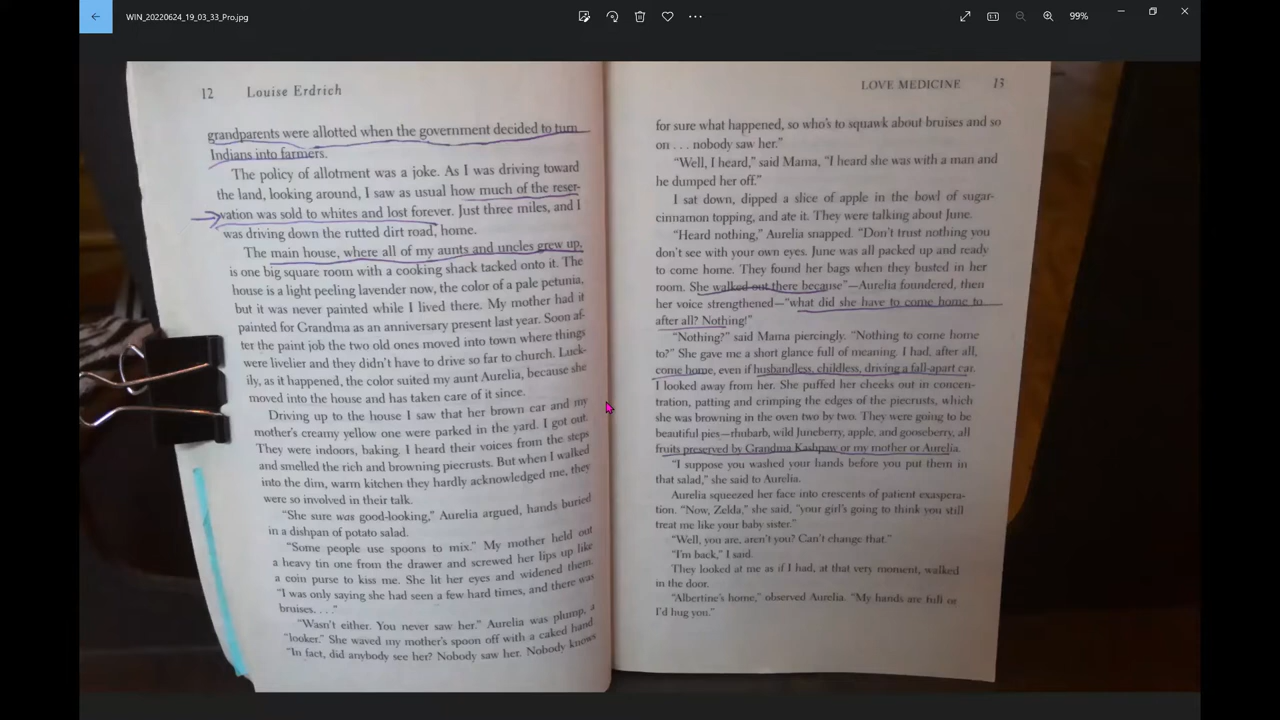 WIN_20220624_19_03_33_Pro.jpg
99%
12 Louise Erdrich
grandparents were allotted when the government decided to turn
Indians into farmers.
The policy of allotment was a joke. As I was driving toward
the land, looking around, I saw as usual how much of the reser-
vation was sold to whites and lost forever. Just three miles, and I
was driving down the rutted dirt road, home.
The main house, where all of my aunts and uncles grew up,
is one big square room with a cooking shack tacked onto it. The
house is a light peeling lavender now, the color of a pale petunia,
but it was never painted while I lived there. My mother had it
painted for Grandma as an anniversary present last year. Soon af-
ter the paint job the two old ones moved into town where things
were livelier and they didn't have to drive so far to church. Luck-
ily, as it happened, the color suited my aunt Aurelia, because she
moved into the house and has taken care of it since.
Driving up to the house I saw that her brown car and my
mother's creamy yellow one were parked in the yard. I got out.
They were indoors, baking. I heard their voices from the steps
and smelled the rich and browning piecrusts. But when I walked
into the dim, warm kitchen they hardly acknowledged me, they
were so involved in their talk.
"She sure was good-looking," Aurelia argued, hands buried
in a dishpan of potato salad.
"Some people use spoons to mix." My mother held out
a heavy tin one from the drawer and screwed her lips up like
a coin purse to kiss me. She lit her eyes and widened them.
"I was only saying she had seen a few hard times, and there was
bruises. . . ."
"Wasn't either. You never saw her." Aurelia was plump, a
"looker." She waved my mother's spoon off with a caked hand
"In fact, did anybody see her? Nobody saw her. Nobody knows
LOVE MEDICINE 13
for sure what happened, so who's to squawk about bruises and so
on . . . nobody saw her."
"Well, I heard," said Mama, "I heard she was with a man and
he dumped her off."
I sat down, dipped a slice of apple in the bowl of sugar-
cinnamon topping, and ate it. They were talking about June.
"Heard nothing," Aurelia snapped. "Don't trust nothing you
don't see with your own eyes. June was all packed up and ready
to come home. They found her bags when they busted in her
room. She walked out there because"—Aurelia foundered, then
her voice strengthened—"what did she have to come home to
after all? Nothing!"
"Nothing?" said Mama piercingly. "Nothing to come home
to?" She gave me a short glance full of meaning. I had, after all,
come home, even if husbandless, childless, driving a fall-apart car.
I looked away from her. She puffed her cheeks out in concen-
tration, patting and crimping the edges of the piecrusts, which
she was browning in the oven two by two. They were going to be
beautiful pies—rhubarb, wild Juneberry, apple, and gooseberry, all
fruits preserved by Grandma Kashpaw or my mother or Aurelia.
"I suppose you washed your hands before you put them in
that salad," she said to Aurelia.
Aurelia squeezed her face into crescents of patient exaspera-
tion. "Now, Zelda," she said, "your girl's going to think you still
treat me like your baby sister."
"Well, you are, aren't you? Can't change that."
"I'm back," I said.
They looked at me as if I had, at that very moment, walked
in the door.
"Albertine's home," observed Aurelia. "My hands are full or
I'd hug you."